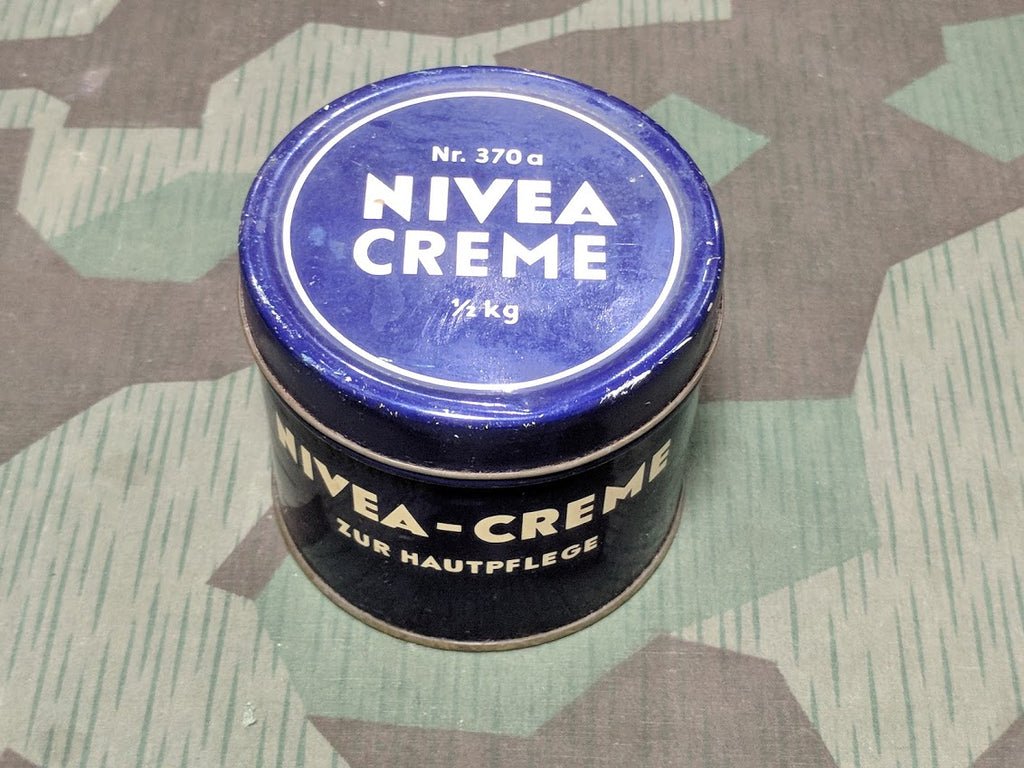 Nr. 370 a
NIVEA
CREME
½ kg
NIVEA-CREME
ZUR HAUTPFLEGE